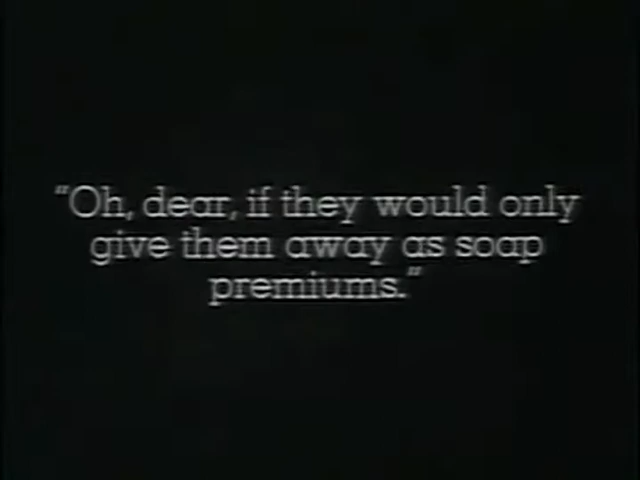 “Oh, dear, if they would only
give them away as soap
premiums.”